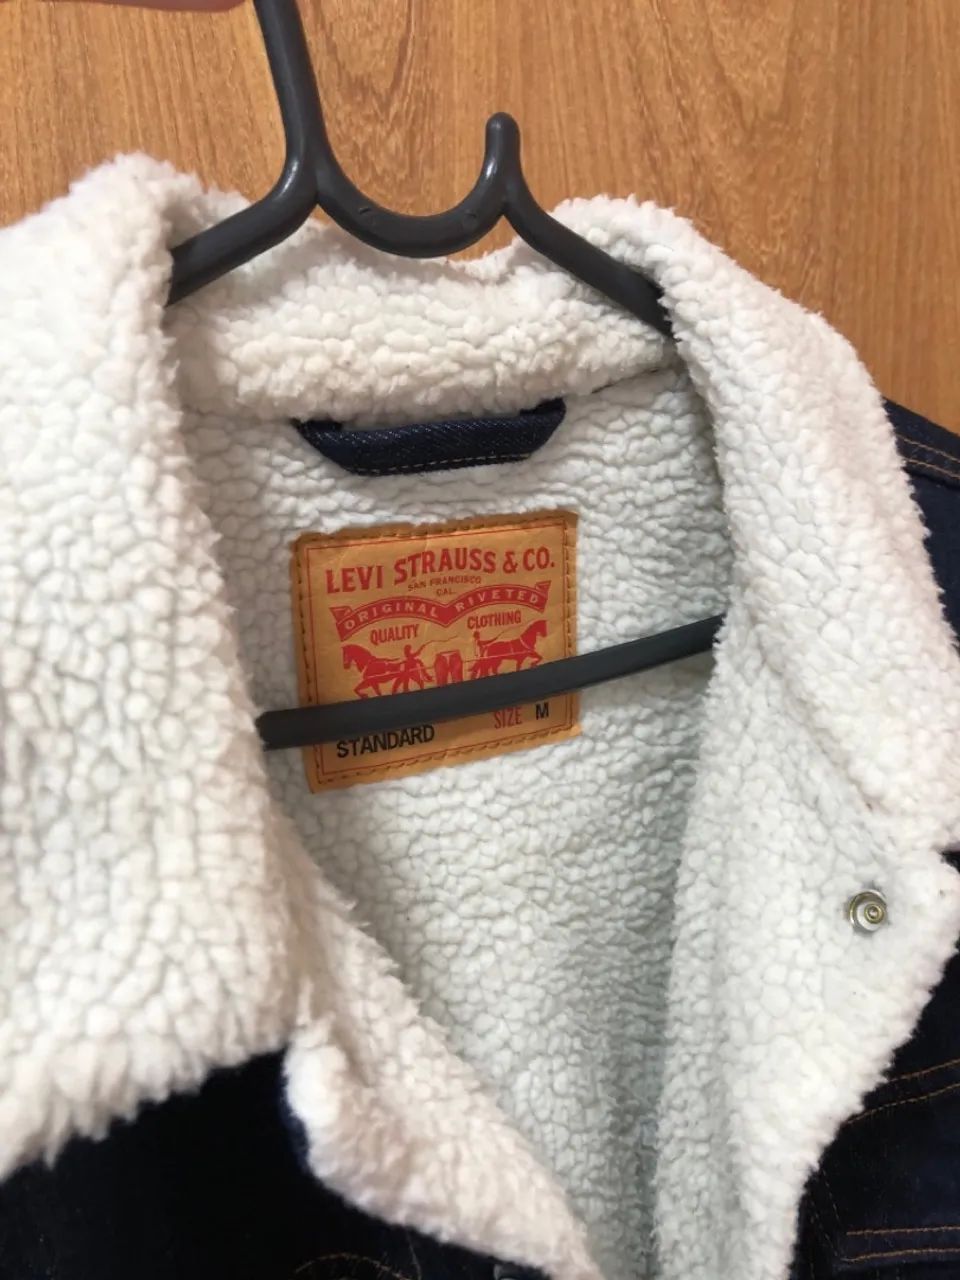 LEVI STRAUSS & CO.
SAN FRANCISCO
CAL.
ORIGINAL RIVETED
QUALITY CLOTHING
SIZE M
STANDARD